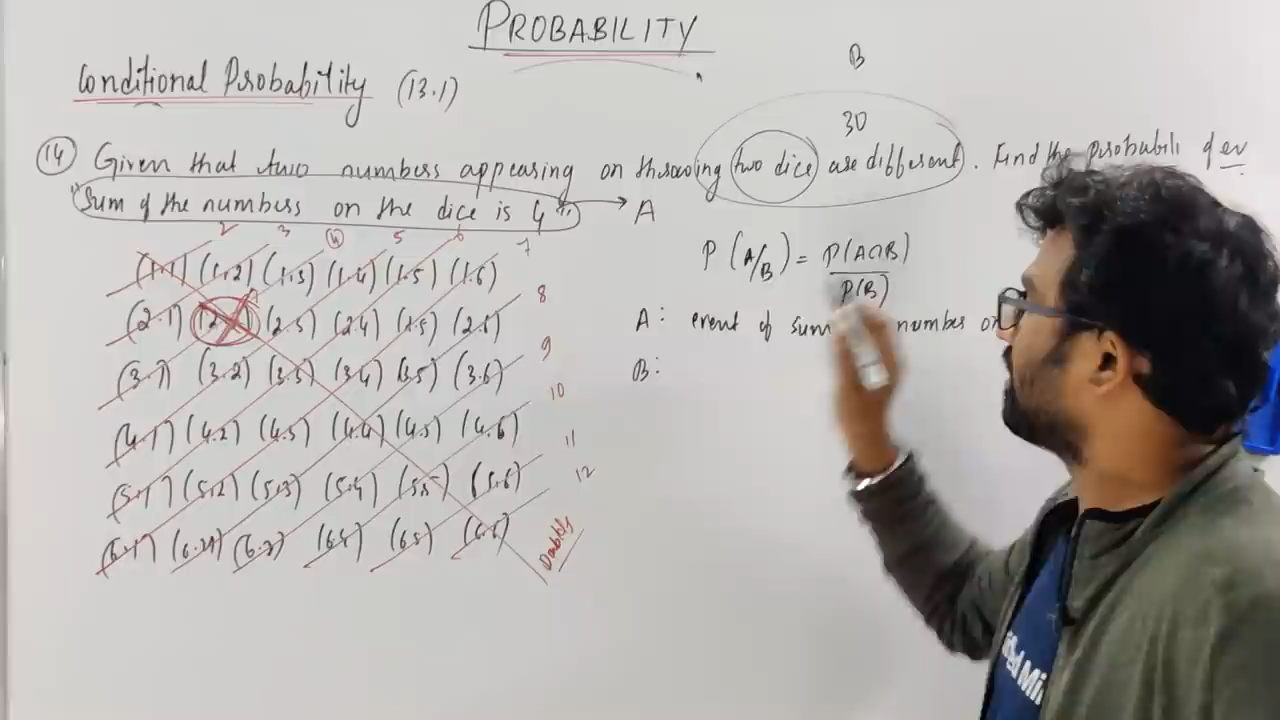 PROBABILITY
Conditional Probability (13.1)
B
30
(14) Given that two numbers appearing on throwing two dice are different. Find the probabili of ev
"Sum of the numbers on the dice is 4" → A
2 3 4 5 6 7
(1,1) (1,2) (1,3) (1,4) (1,5) (1,6)
P(A/B) = P(A∩B)
P(B)
8
(2,1) (2,3) (2,4) (2,5) (2,6)
A: event of sum number on
9
(3,1) (3,2) (3,3) (3,4) (3,5) (3,6)
B:
10
(4,1) (4,2) (4,3) (4,4) (4,5) (4,6)
11
(5,1) (5,2) (5,3) (5,4) (5,5) (5,6)
12
(6,1) (6,2) (6,3) (6,4) (6,5) (6,6)
Doublets